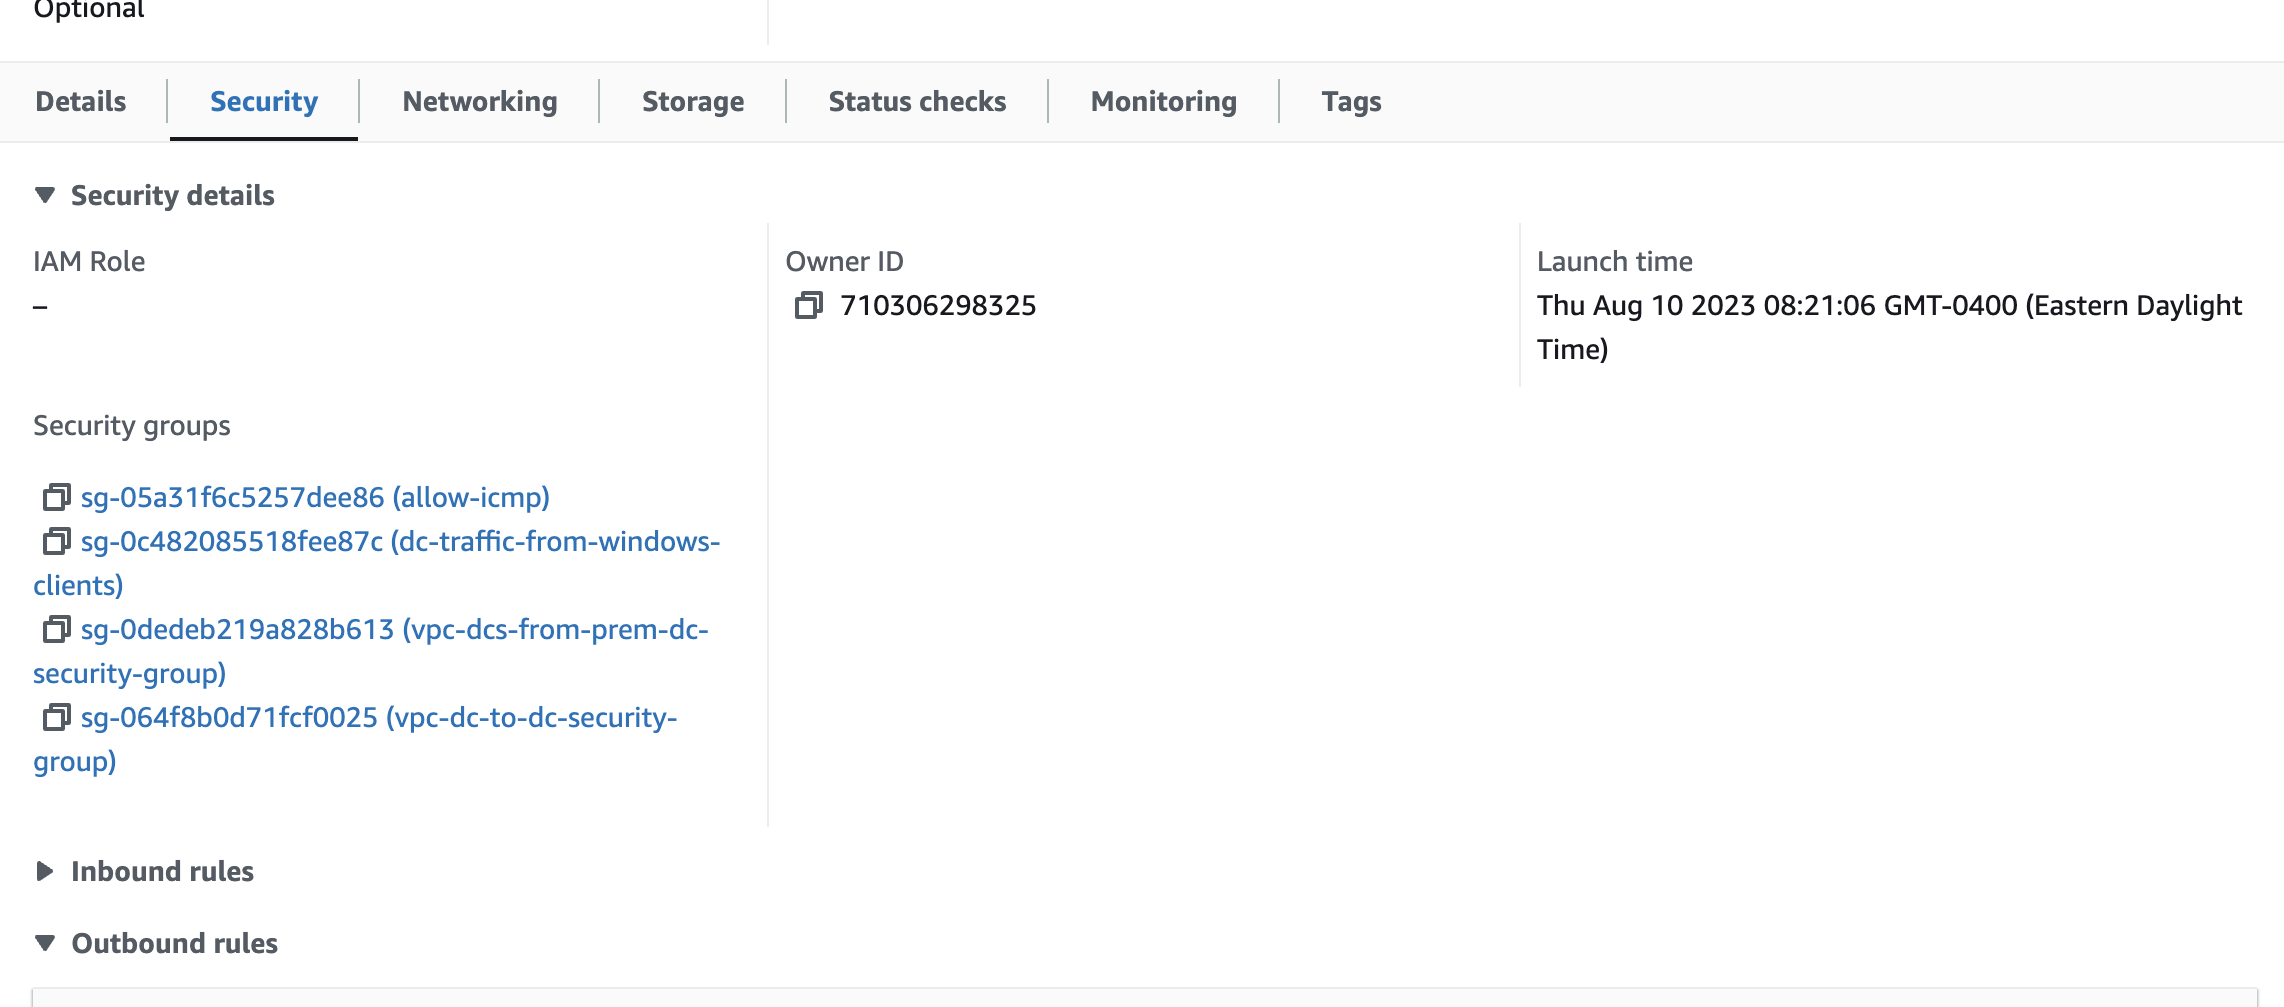 Optional
Details
Security
Networking
Storage
Status checks
Monitoring
Tags
Security details
IAM Role
–
Owner ID
710306298325
Launch time
Thu Aug 10 2023 08:21:06 GMT-0400 (Eastern Daylight
Time)
Security groups
sg-05a31f6c5257dee86 (allow-icmp)
sg-0c482085518fee87c (dc-traffic-from-windows-
clients)
sg-0dedeb219a828b613 (vpc-dcs-from-prem-dc-
security-group)
sg-064f8b0d71fcf0025 (vpc-dc-to-dc-security-
group)
Inbound rules
Outbound rules